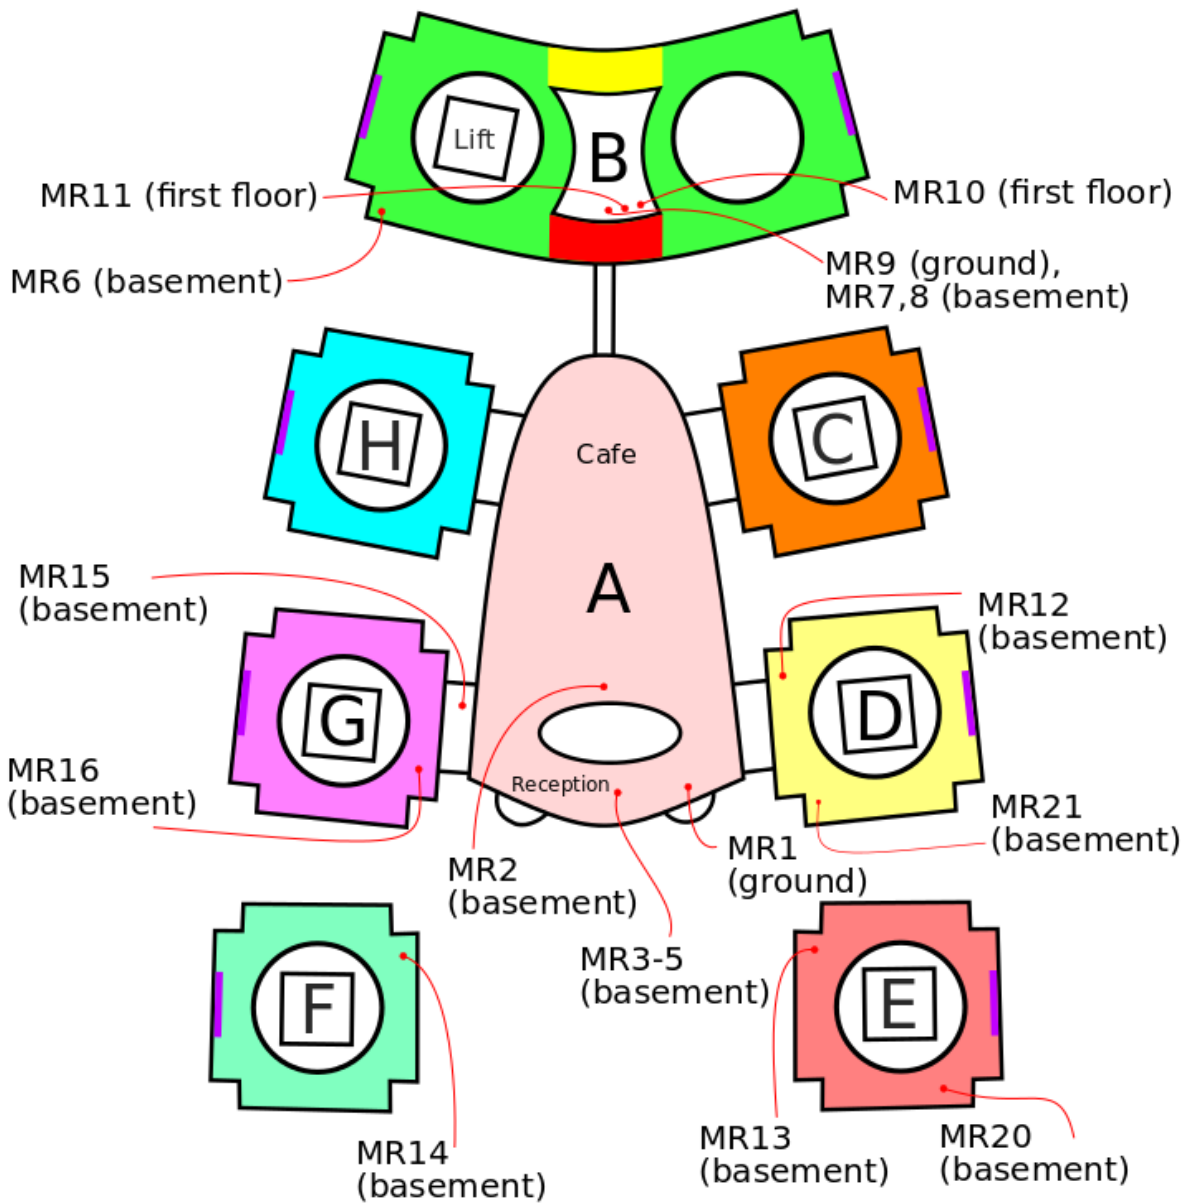 Lift
B
MR11 (first floor)
MR10 (first floor)
MR6 (basement)
MR9 (ground),
MR7,8 (basement)
H
C
Cafe
A
MR15
(basement)
MR12
(basement)
G
D
MR16
(basement)
Reception
MR21
(basement)
MR2
(basement)
MR1
(ground)
MR3-5
(basement)
F
E
MR14
(basement)
MR13
(basement)
MR20
(basement)